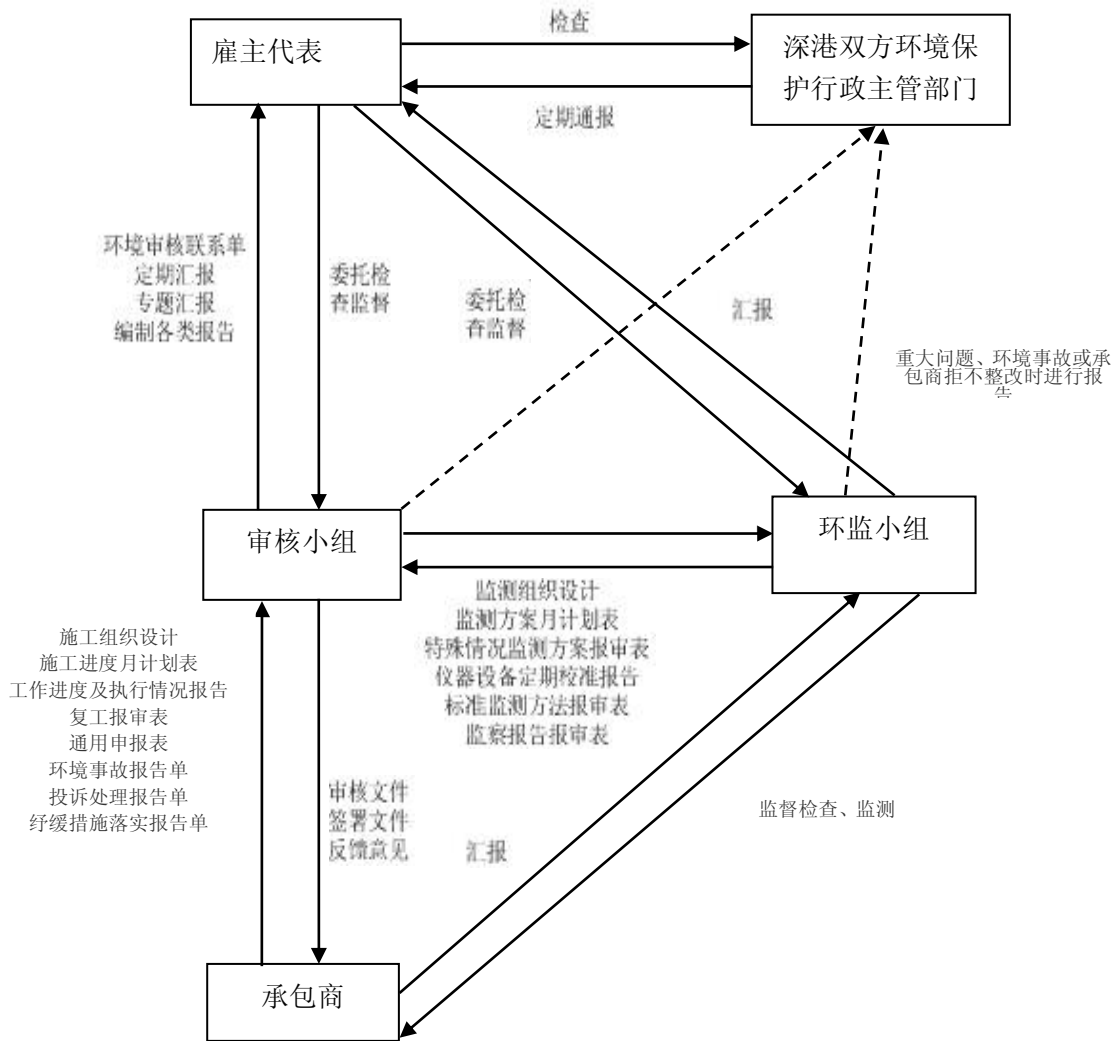 检查
雇主代表
深港双方环境保
护行政主管部门
定期通报
环境审核联系单
定期汇报
专题汇报
编制各类报告
委托检
查监督
委托检
查监督
汇报
重大问题、环境事故或承
包商拒不整改时进行报
告
审核小组
环监小组
监测组织设计
监测方案月计划表
特殊情况监测方案报审表
仪器设备定期校准报告
标准监测方法报审表
监察报告报审表
施工组织设计
施工进度月计划表
工作进度及执行情况报告
复工报审表
通用申报表
环境事故报告单
投诉处理报告单
纾缓措施落实报告单
审核文件
签署文件
反馈意见
汇报
监督检查、监测
承包商